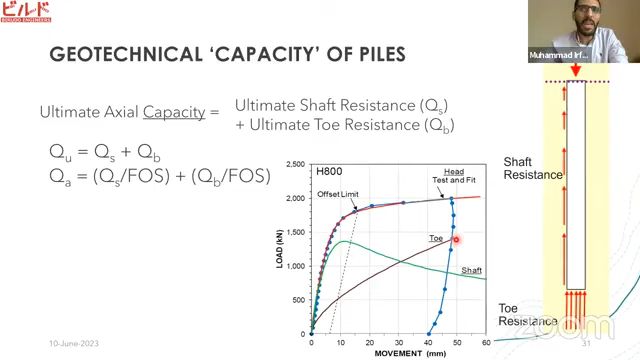 ビルド
BIRUDO ENGINEERS
GEOTECHNICAL ‘CAPACITY’ OF PILES
Muhammad Irf...
Ultimate Axial Capacity =
Ultimate Shaft Resistance (Qs)
+ Ultimate Toe Resistance (Qb)
Qu = Qs + Qb
Qa = (Qs/FOS) + (Qb/FOS)
H800
Head
Test and Fit
Offset Limit
Toe
Shaft
LOAD (kN)
2,500
2,000
1,500
1,000
500
0
0 10 20 30 40 50 60
MOVEMENT (mm)
Shaft
Resistance
Toe
Resistance
zoom
10-June-2023
31